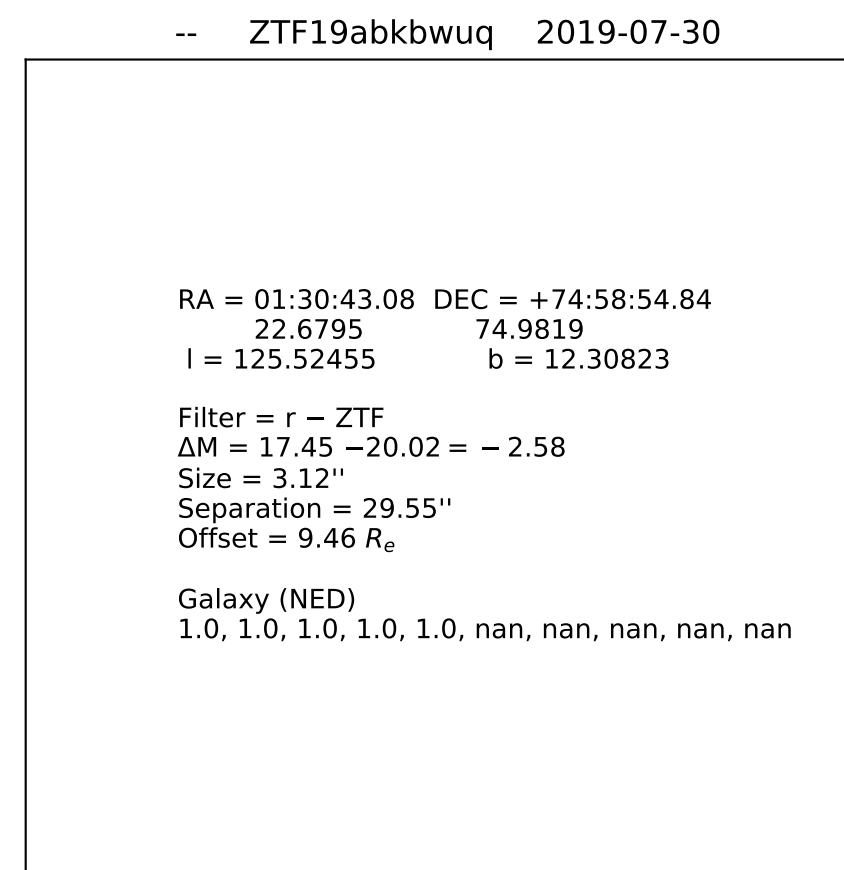 -- ZTF19abkbwuq 2019-07-30
RA = 01:30:43.08 DEC = +74:58:54.84
22.6795 74.9819
l = 125.52455 b = 12.30823
Filter = r − ZTF
ΔM = 17.45 −20.02 = − 2.58
Size = 3.12''
Separation = 29.55''
Offset = 9.46 Re
Galaxy (NED)
1.0, 1.0, 1.0, 1.0, 1.0, nan, nan, nan, nan, nan